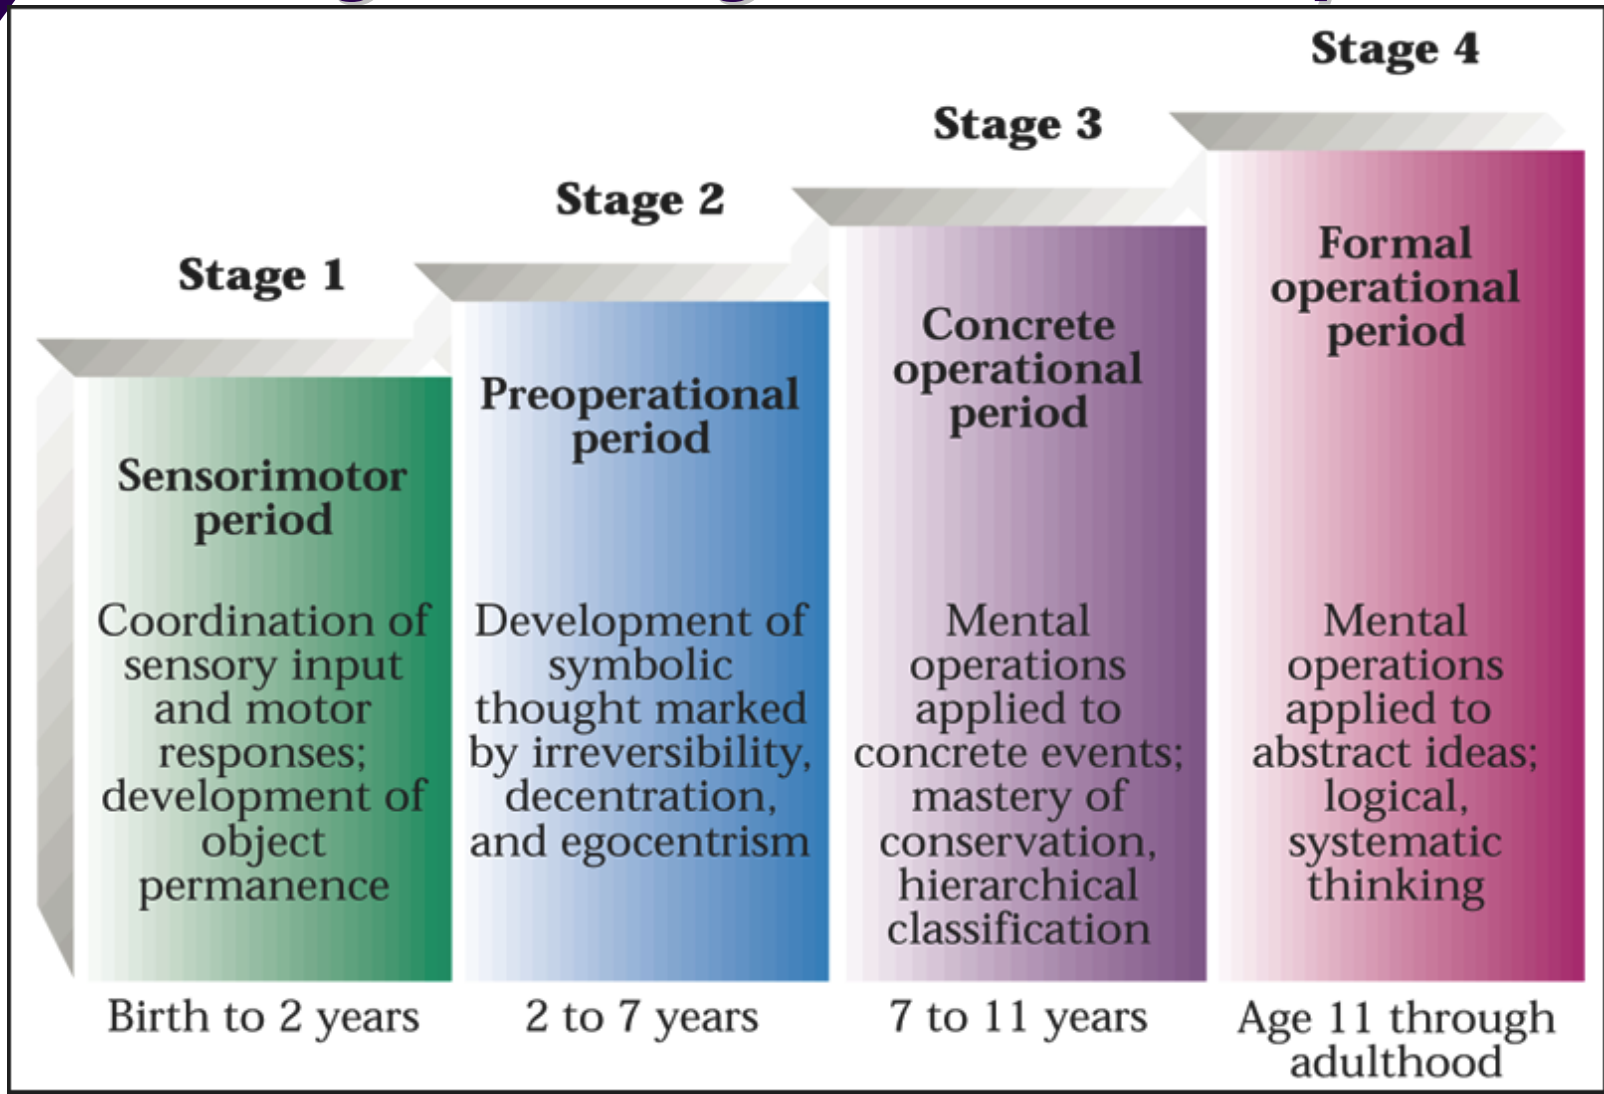 Stage 1
Sensorimotor
period
Coordination of
sensory input
and motor
responses;
development of
object
permanence
Birth to 2 years
Stage 2
Preoperational
period
Development of
symbolic
thought marked
by irreversibility,
decentration,
and egocentrism
2 to 7 years
Stage 3
Concrete
operational
period
Mental
operations
applied to
concrete events;
mastery of
conservation,
hierarchical
classification
7 to 11 years
Stage 4
Formal
operational
period
Mental
operations
applied to
abstract ideas;
logical,
systematic
thinking
Age 11 through
adulthood